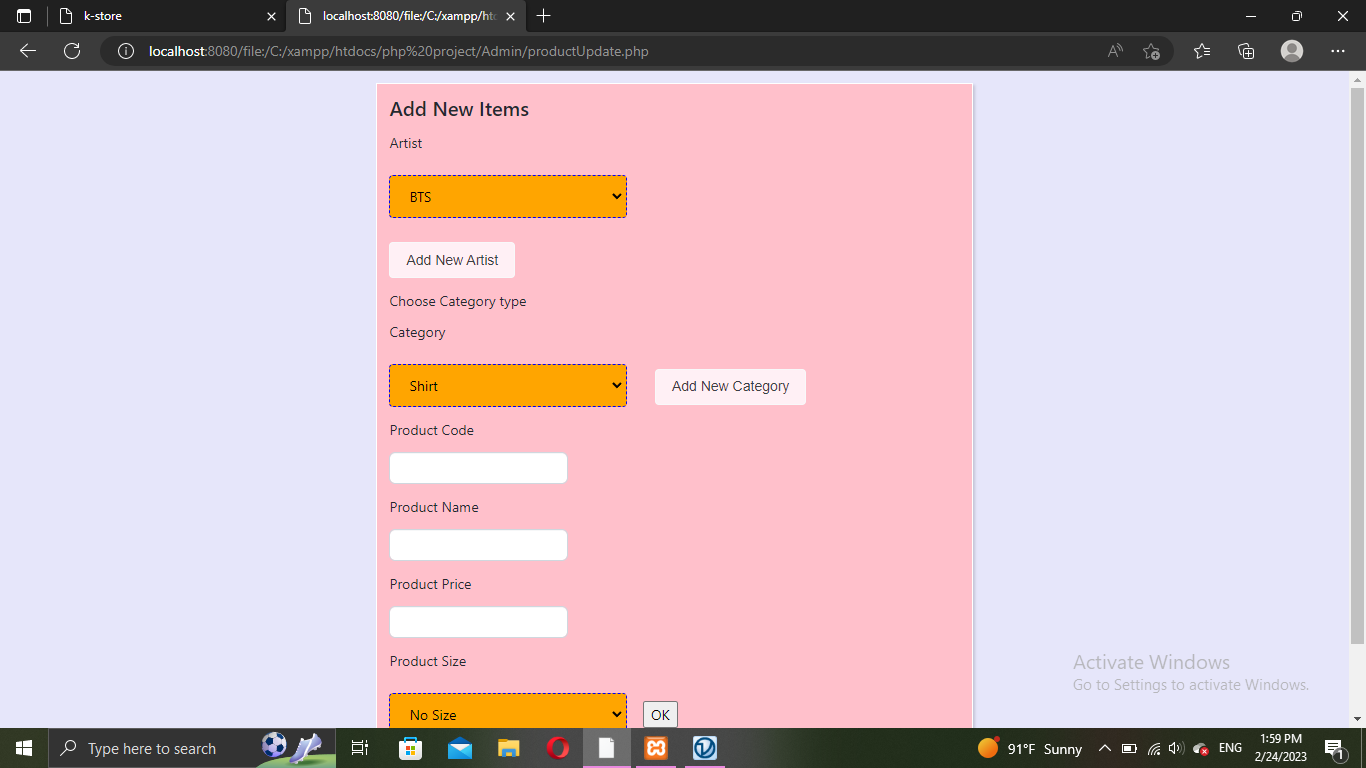 k-store
localhost:8080/file:/C:/xampp/htc
localhost:8080/file:/C:/xampp/htdocs/php%20project/Admin/productUpdate.php
Add New Items
Artist
BTS
Add New Artist
Choose Category type
Category
Shirt
Add New Category
Product Code
Product Name
Product Price
Product Size
No Size
OK
Activate Windows
Go to Settings to activate Windows.
Type here to search
91°F Sunny
ENG
1:59 PM
2/24/2023
1